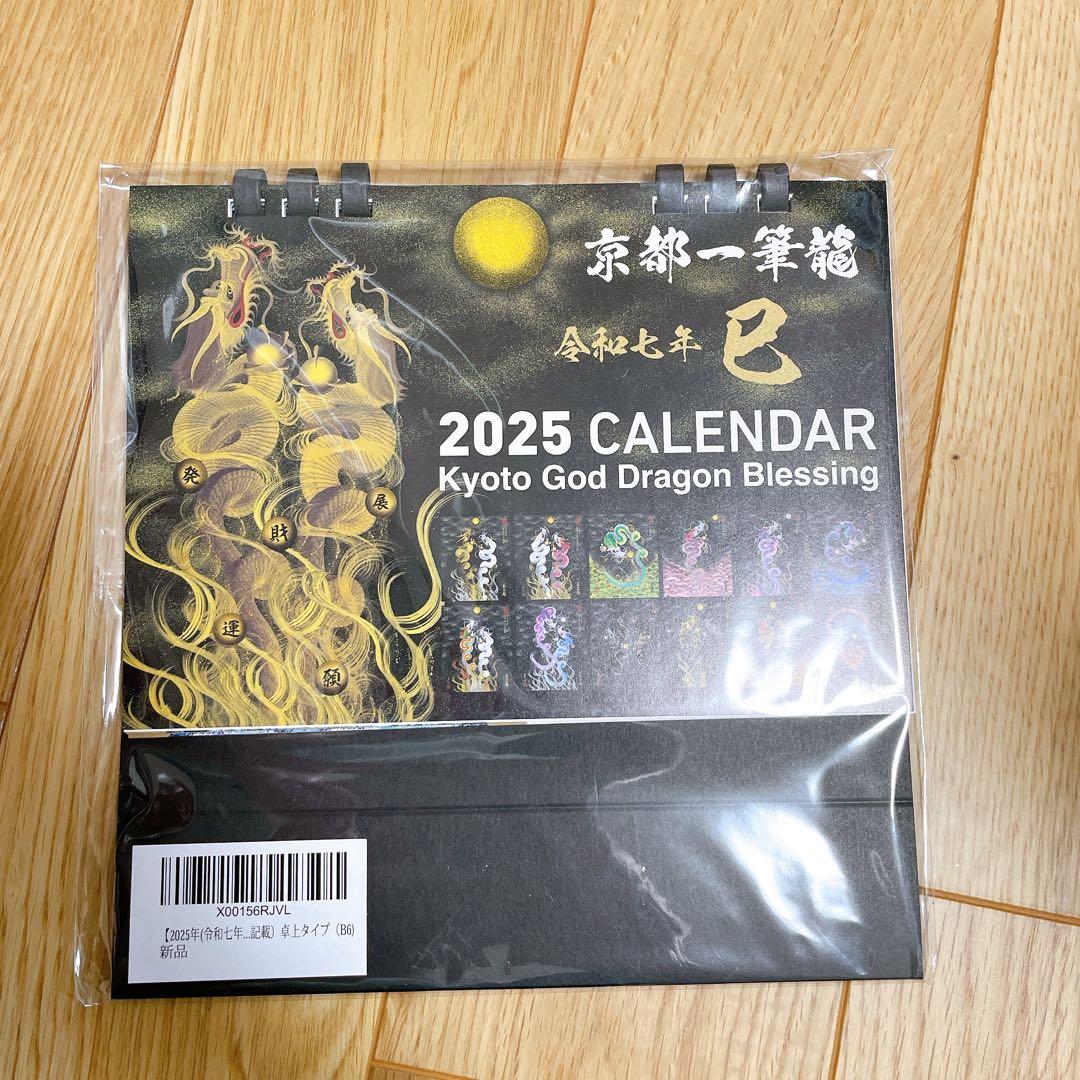 京都一筆龍
令和七年 巳
2025 CALENDAR
Kyoto God Dragon Blessing
発
展
財
運
願
X00156RJVL
【2025年(令和七年...記載）卓上タイプ（B6)
新品